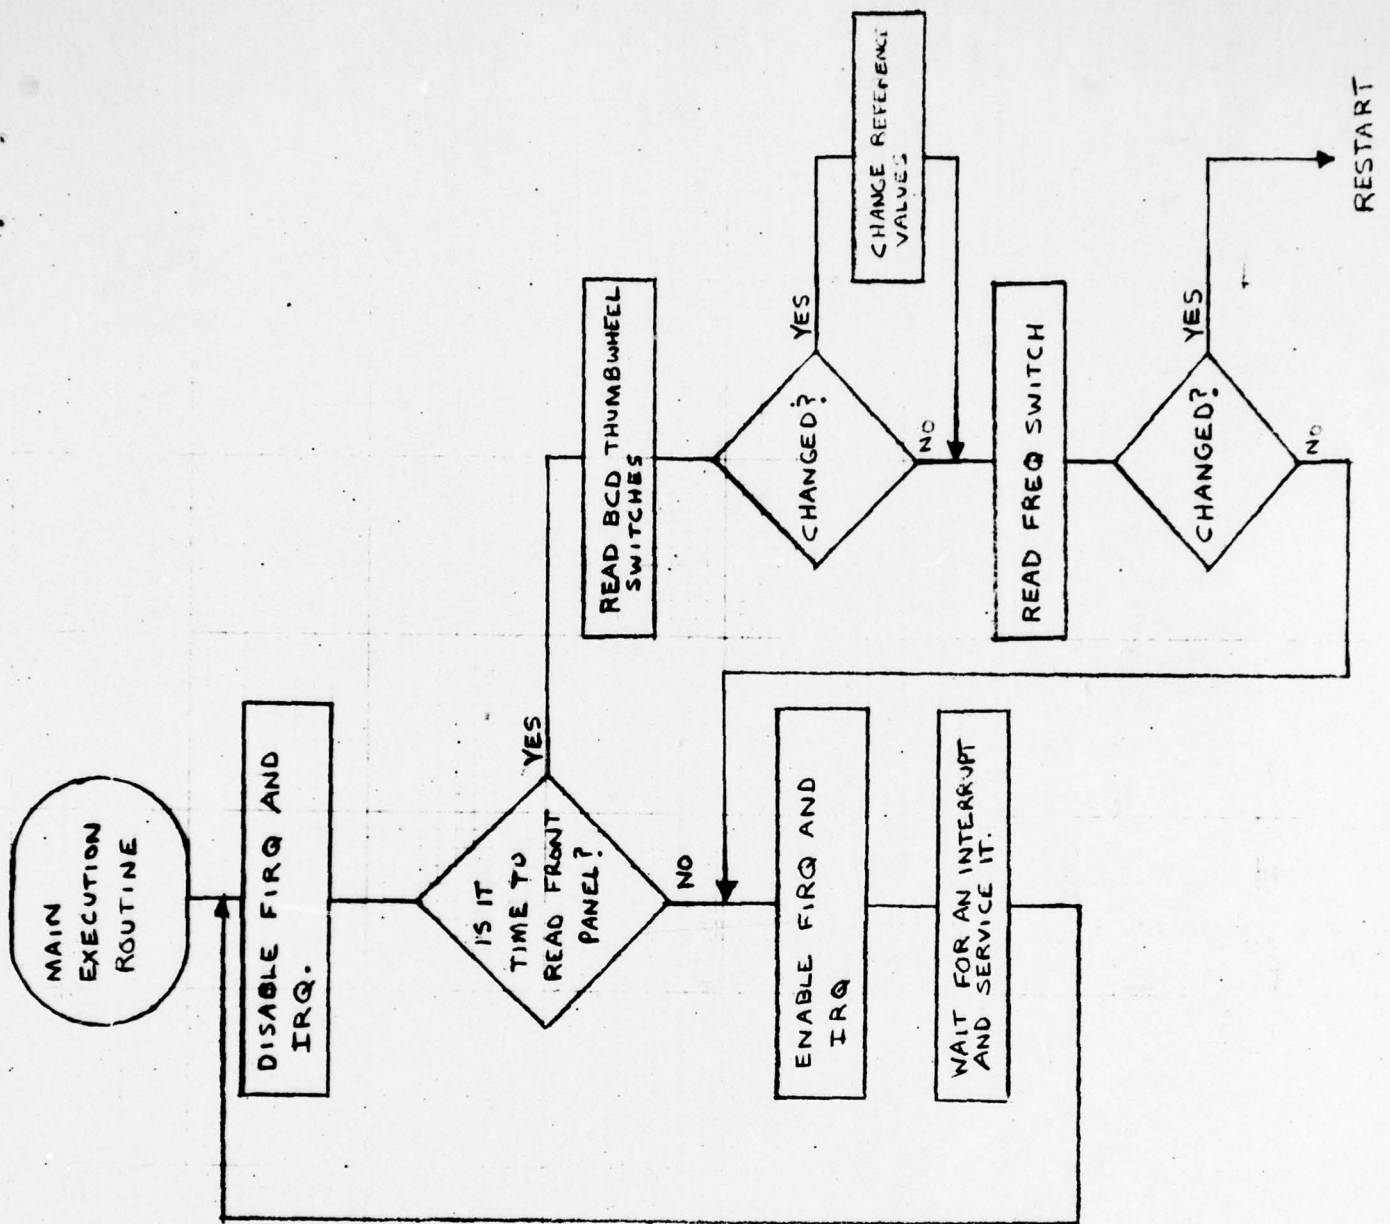 MAIN
EXECUTION
ROUTINE
DISABLE FIRQ AND
IRQ.
IS IT
TIME TO
READ FRONT
PANEL?
YES
NO
ENABLE FIRQ AND
IRQ
WAIT FOR AN INTERRUPT
AND SERVICE IT.
READ BCD THUMBWHEEL
SWITCHES
CHANGED?
YES
NO
CHANGE REFERENCE
VALUES
READ FREQ SWITCH
CHANGED?
YES
NO
RESTART